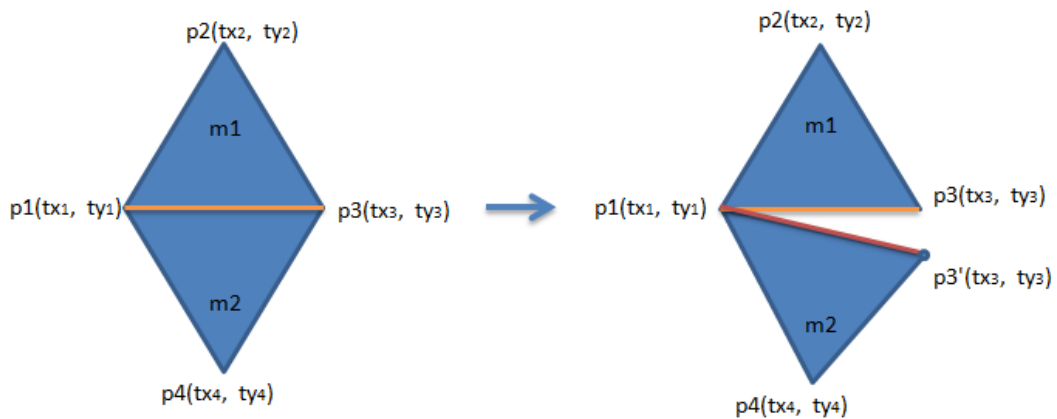 p2(tx2, ty2)
m1
p1(tx1, ty1)
p3(tx3, ty3)
m2
p4(tx4, ty4)
p2(tx2, ty2)
m1
p1(tx1, ty1)
p3(tx3, ty3)
p3'(tx3, ty3)
m2
p4(tx4, ty4)